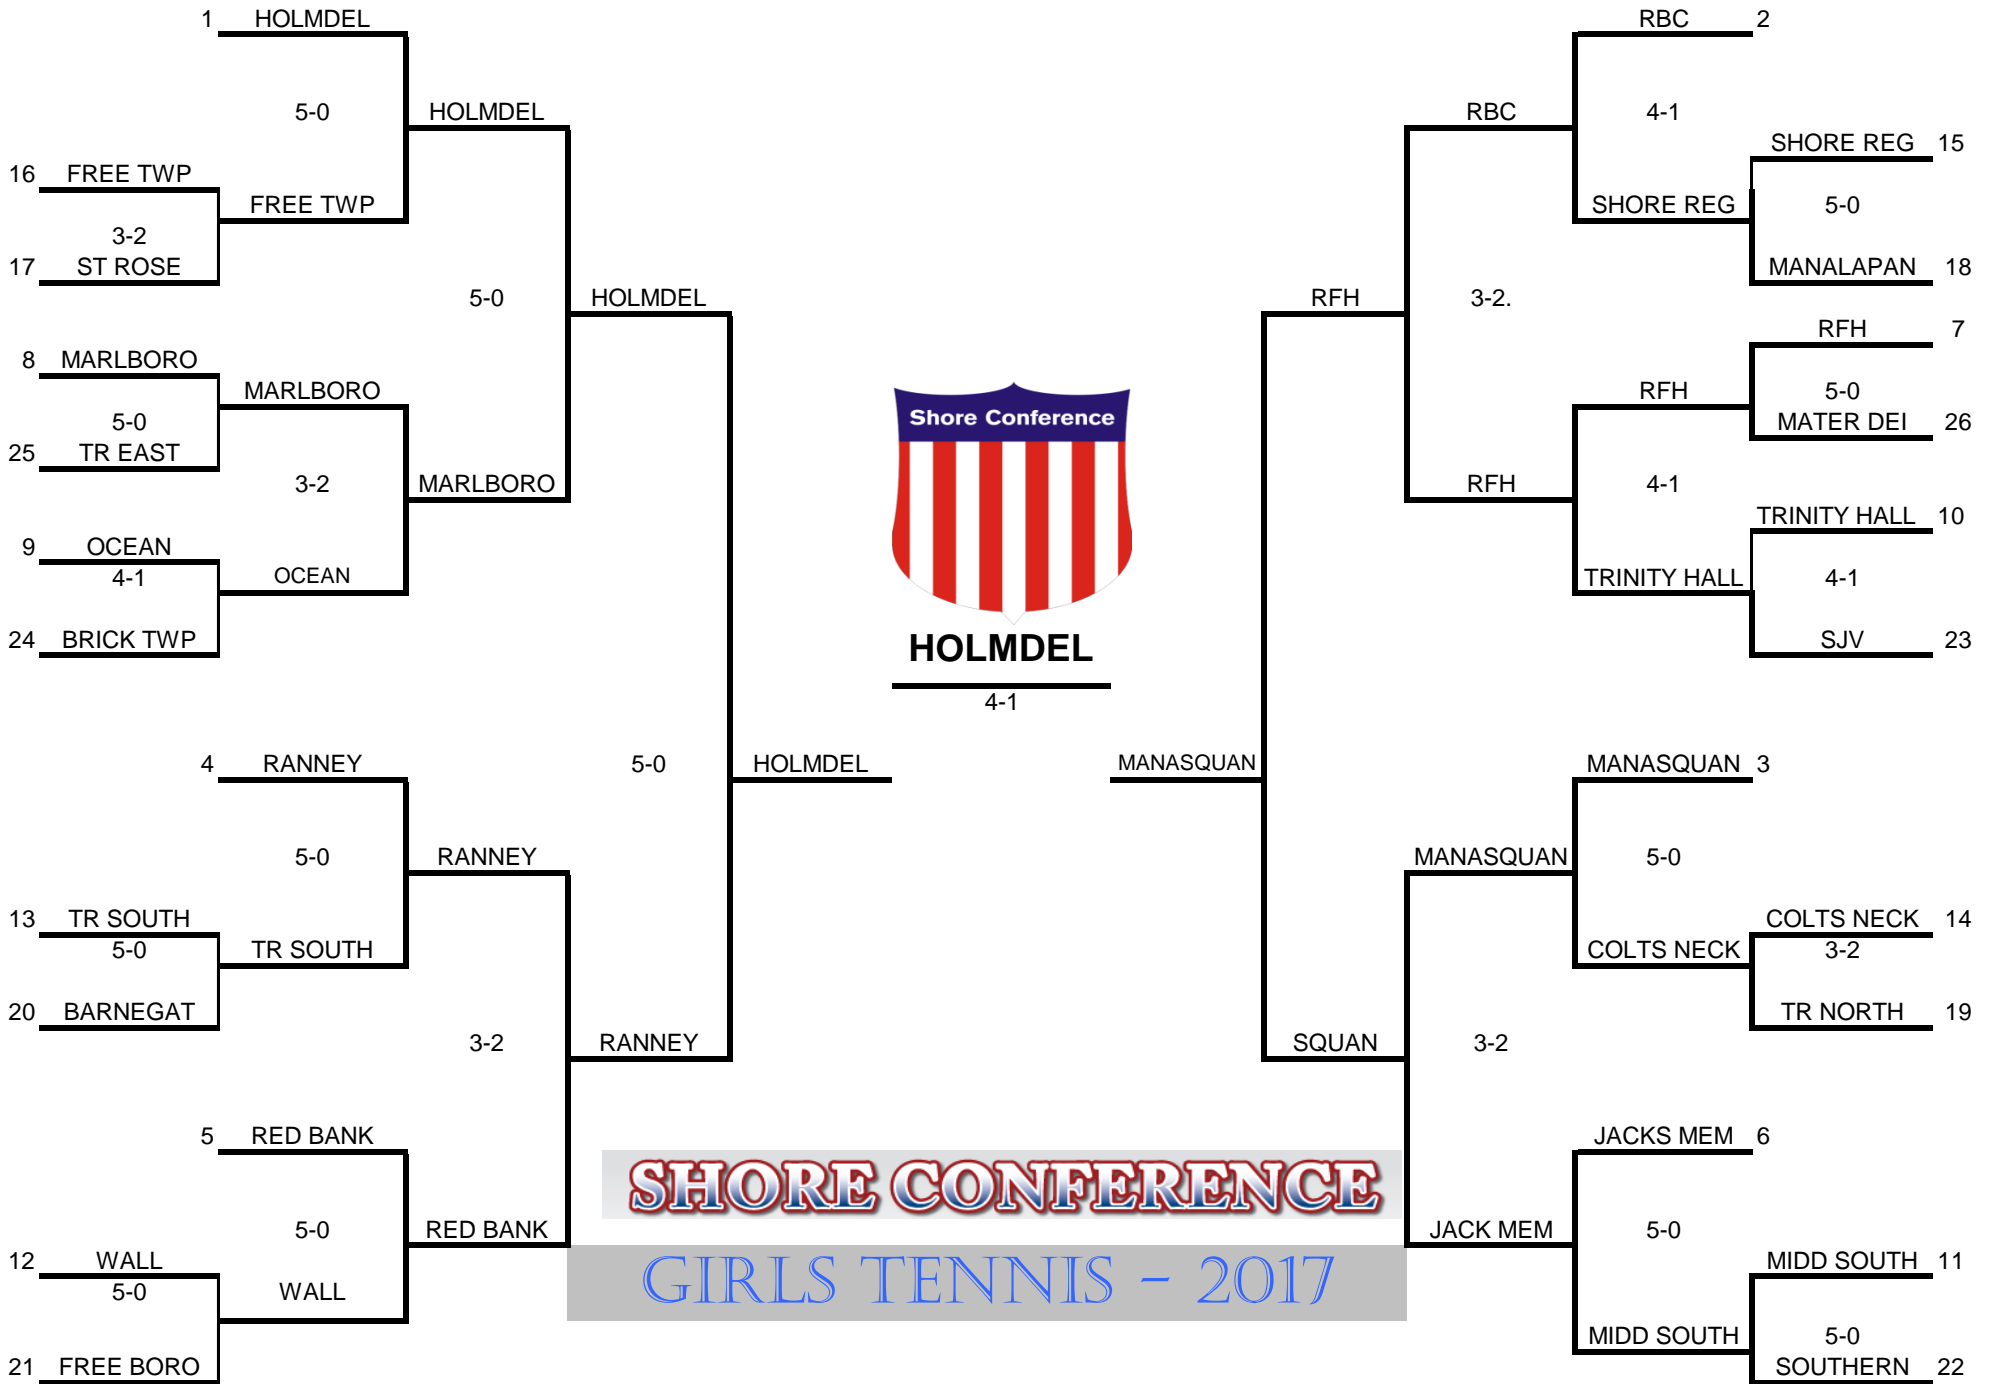 1 HOLMDEL
RBC 2
5-0 HOLMDEL
RBC 4-1
SHORE REG 15
16 FREE TWP
FREE TWP
SHORE REG 5-0
3-2
17 ST ROSE
MANALAPAN 18
5-0 HOLMDEL
RFH 3-2.
RFH 7
8 MARLBORO
MARLBORO
RFH 5-0
5-0
MATER DEI 26
25 TR EAST
Shore Conference
3-2 MARLBORO
RFH 4-1
TRINITY HALL 10
9 OCEAN
4-1 OCEAN
TRINITY HALL 4-1
24 BRICK TWP
SJV 23
HOLMDEL
4-1
4 RANNEY
5-0 HOLMDEL
MANASQUAN
MANASQUAN 3
5-0 RANNEY
MANASQUAN 5-0
13 TR SOUTH
COLTS NECK 14
5-0 TR SOUTH
COLTS NECK 3-2
20 BARNEGAT
TR NORTH 19
3-2 RANNEY
SQUAN 3-2
5 RED BANK
JACKS MEM 6
SHORE CONFERENCE
5-0 RED BANK
JACK MEM 5-0
12 WALL
MIDD SOUTH 11
GIRLS TENNIS - 2017
5-0 WALL
MIDD SOUTH 5-0
21 FREE BORO
SOUTHERN 22